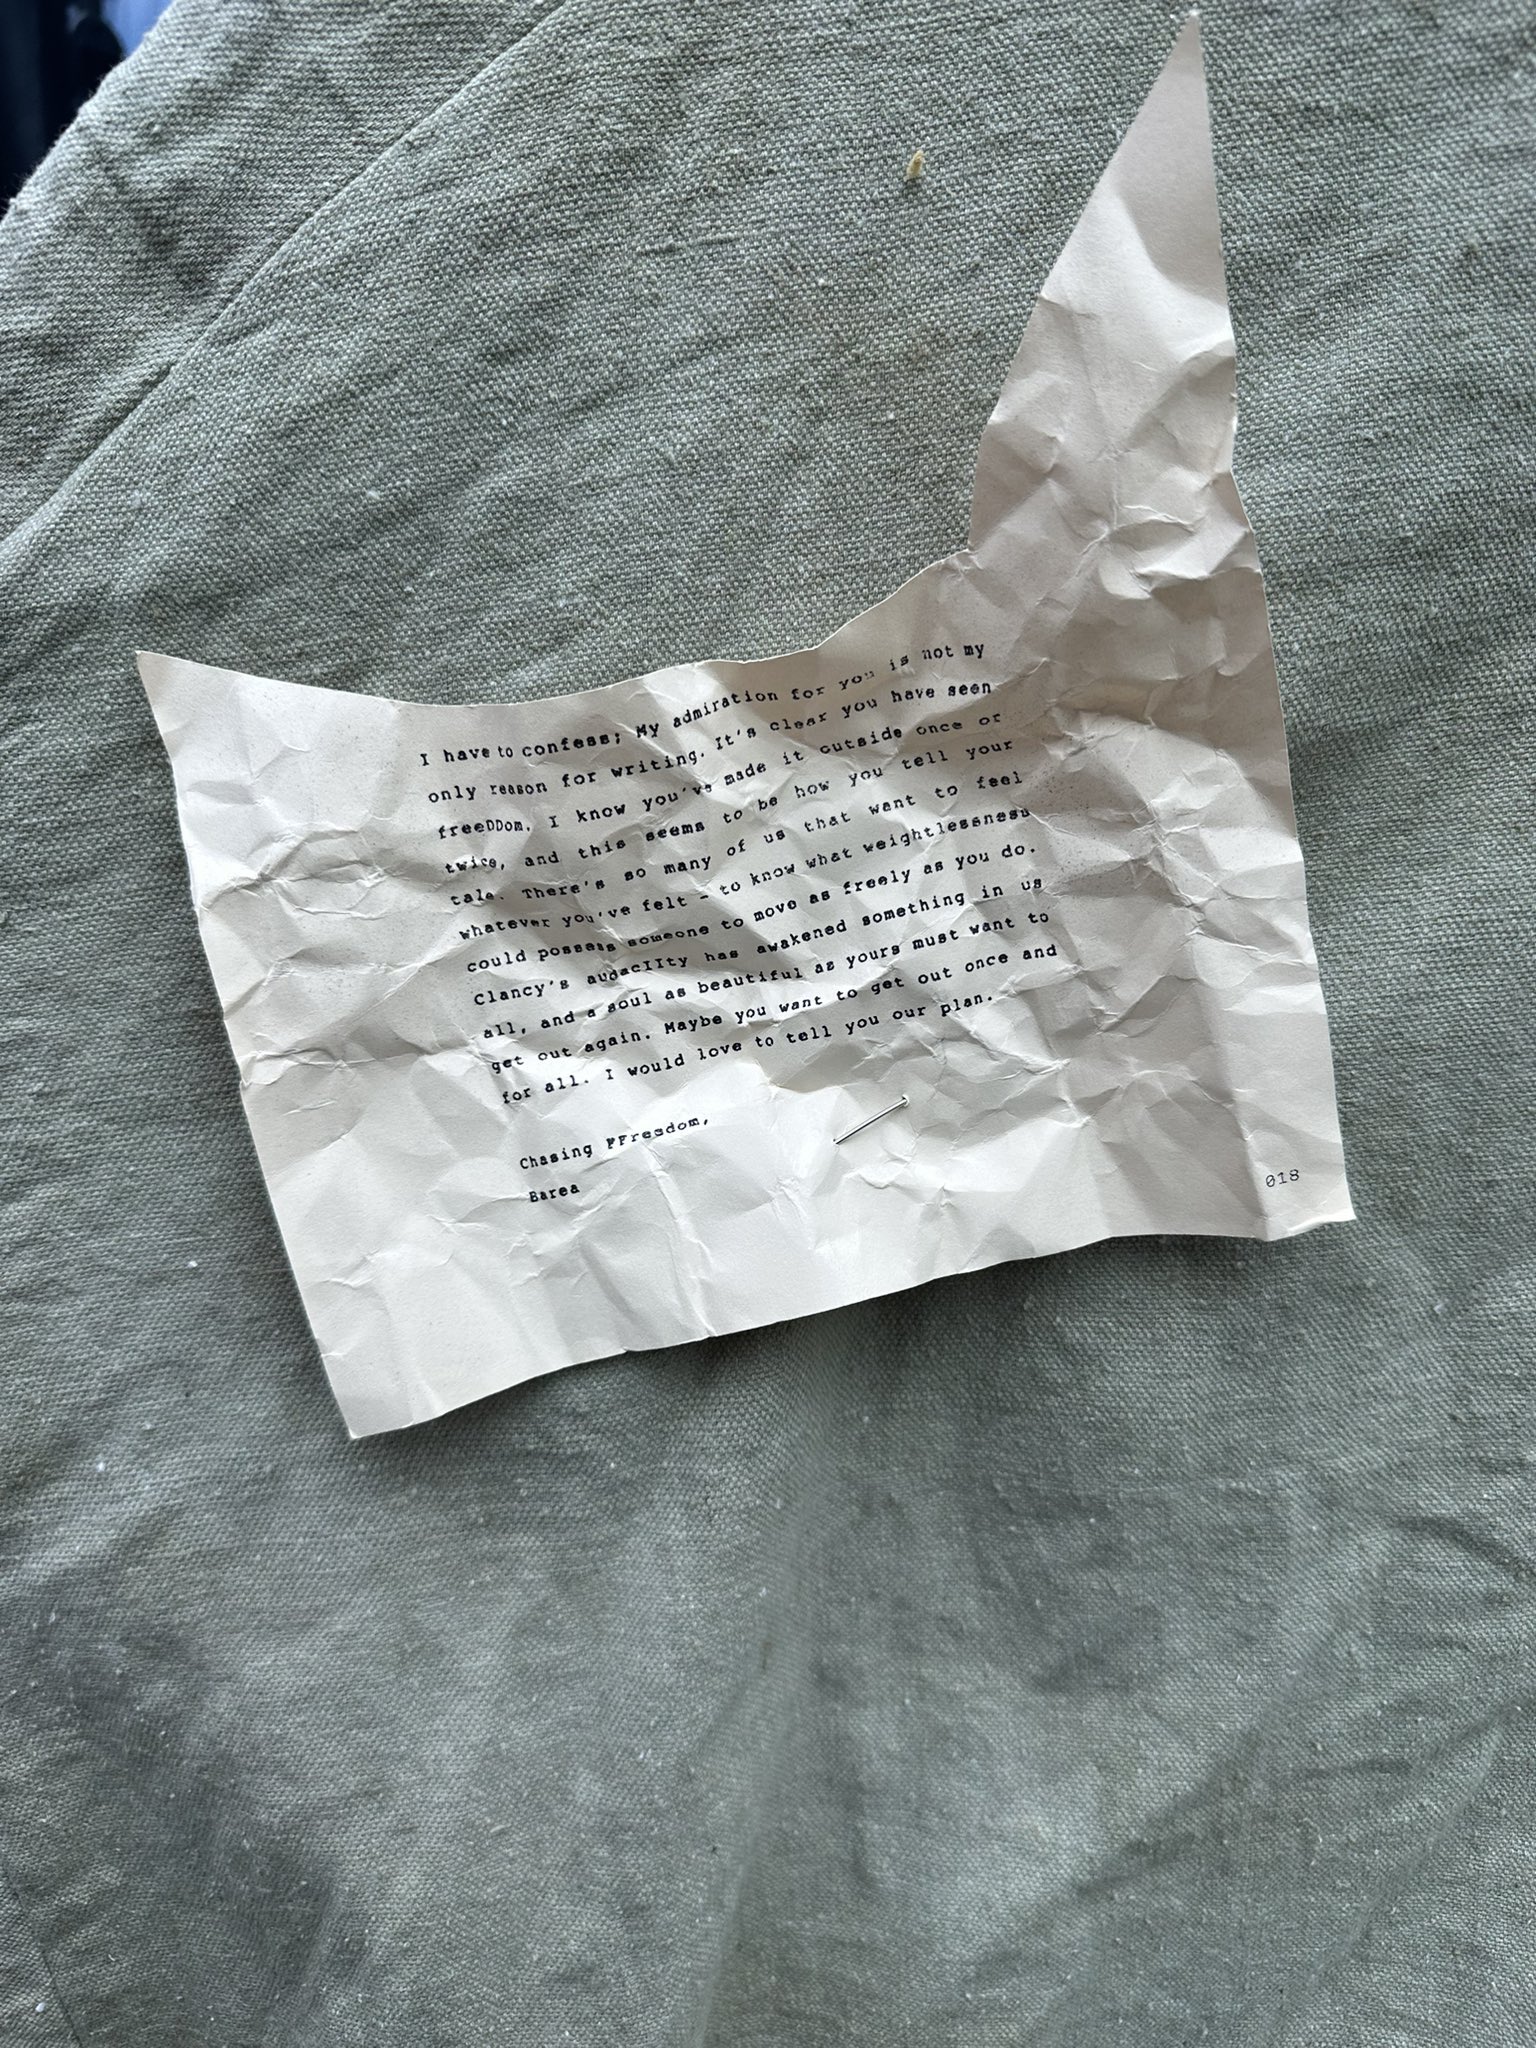 I have to confess; My admiration for you is not my
only reason for writing. It's clear you have seen
freeDDom. I know you've made it outside once or
twice, and this seems to be how you tell your
tale. There's so many of us that want to feel
whatever you've felt - to know what weightlessness
could possess someone to move as freely as you do.
Clancy's audacIIty has awakened something in us
all, and a soul as beautiful as yours must want to
get out again. Maybe you want to get out once and
for all. I would love to tell you our plan.
Chasing FFreedom,
Barea
018